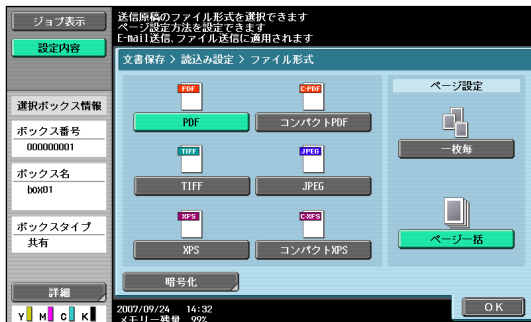 ジョブ表示
設定内容
選択ボックス情報
ボックス番号
000000001
ボックス名
box01
ボックスタイプ
共有
詳細
Y M C K
送信原稿のファイル形式を選択できます
ページ設定方法を設定できます
E-mail送信、ファイル送信に適用されます
文書保存 > 読込み設定 > ファイル形式
PDF
PDF
C-PDF
コンパクトPDF
TIFF
TIFF
JPEG
JPEG
XPS
XPS
C-XPS
コンパクトXPS
暗号化
ページ設定
一枚毎
ページ一括
2007/09/24 14:32
メモリー残量 99%
OK